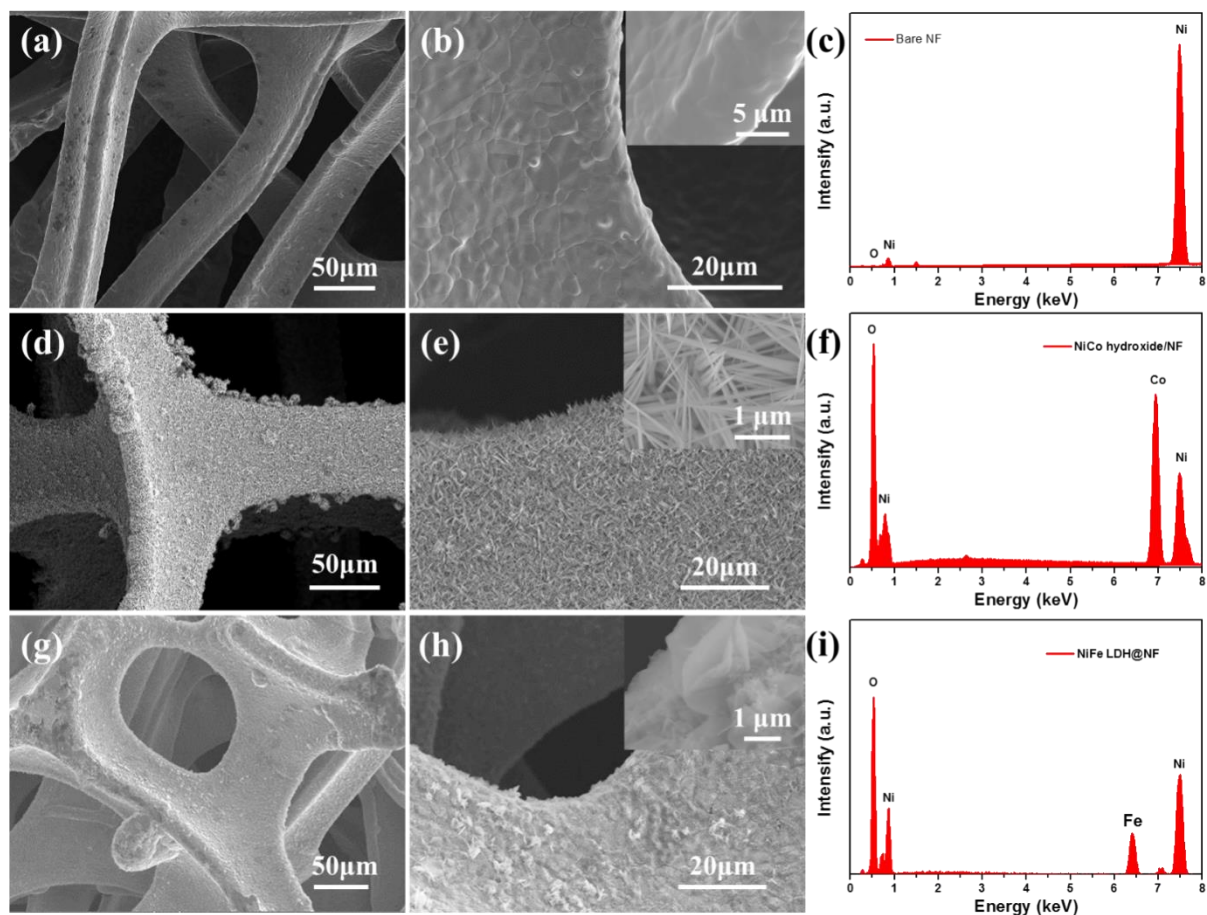 (a)
50μm
(b)
5 μm
20μm
(c)
Bare NF
Ni
O
Ni
Intensify (a.u.)
0 1 2 3 4 5 6 7 8
Energy (keV)
(d)
50μm
(e)
1 μm
20μm
(f)
NiCo hydroxide/NF
O
Co
Ni
Ni
Intensify (a.u.)
0 1 2 3 4 5 6 7 8
Energy (keV)
(g)
50μm
(h)
1 μm
20μm
(i)
NiFe LDH@NF
O
Ni
Ni
Fe
Intensify (a.u.)
0 1 2 3 4 5 6 7 8
Energy (keV)